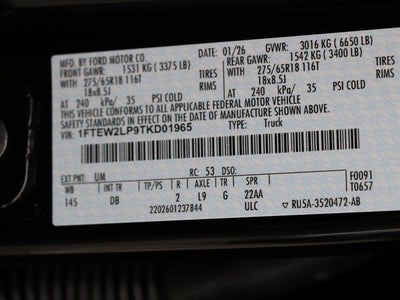 MFD. BY FORD MOTOR CO.
DATE: 01/26 GVWR: 3016 KG ( 6650 LB)
FRONT GAWR: 1531 KG ( 3375 LB) REAR GAWR: 1542 KG ( 3400 LB)
275/65R18 116T TIRES 275/65R18 116T TIRES
18x8.5J RIMS 18x8.5J RIMS
AT 240 kPa/ 35 PSI COLD AT 240 kPa/ 35 PSI COLD
THIS VEHICLE CONFORMS TO ALL APPLICABLE FEDERAL MOTOR VEHICLE
SAFETY STANDARDS IN EFFECT ON THE DATE OF MANUFACTURE SHOWN ABOVE.
VIN: 1FTEW2LP9TKD01965 TYPE: Truck
EXT PNT: UM RC: 53 DSO: F0091
WB INT TR TP/PS R AXLE TR SPR T0657
145 DB 2 L9 G 22AA
2202601237844 ULC ▽ RU5A-3520472-AB